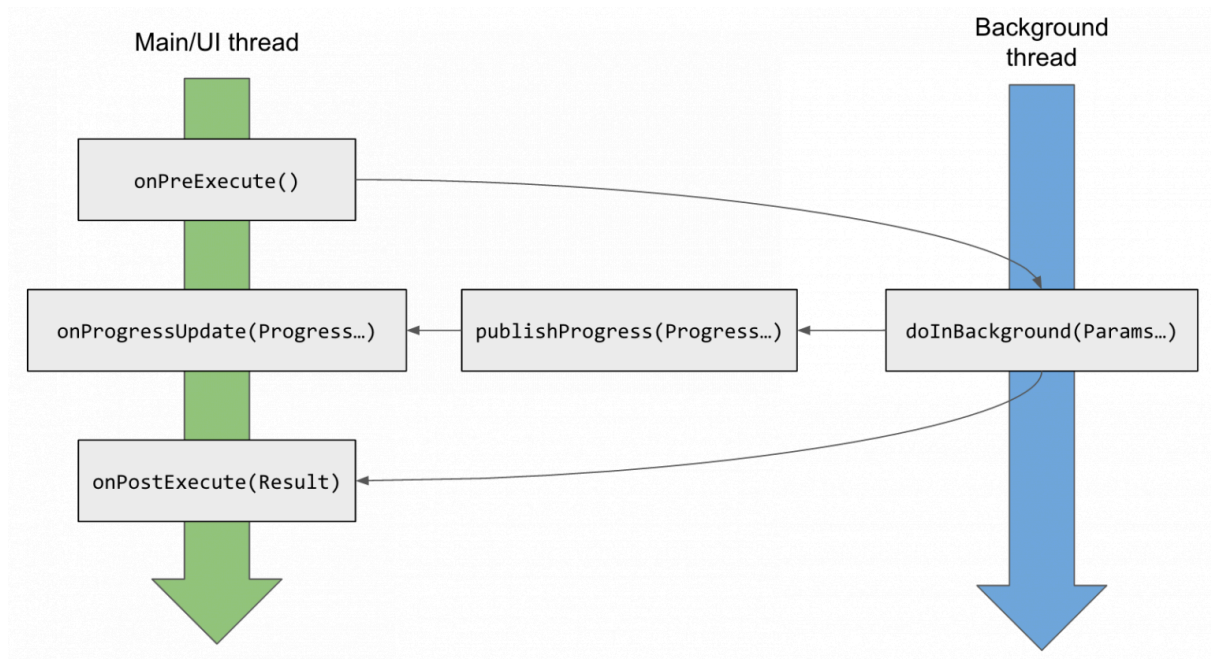 Main/UI thread
Background
thread
onPreExecute()
onProgressUpdate(Progress…)
publishProgress(Progress…)
doInBackground(Params…)
onPostExecute(Result)